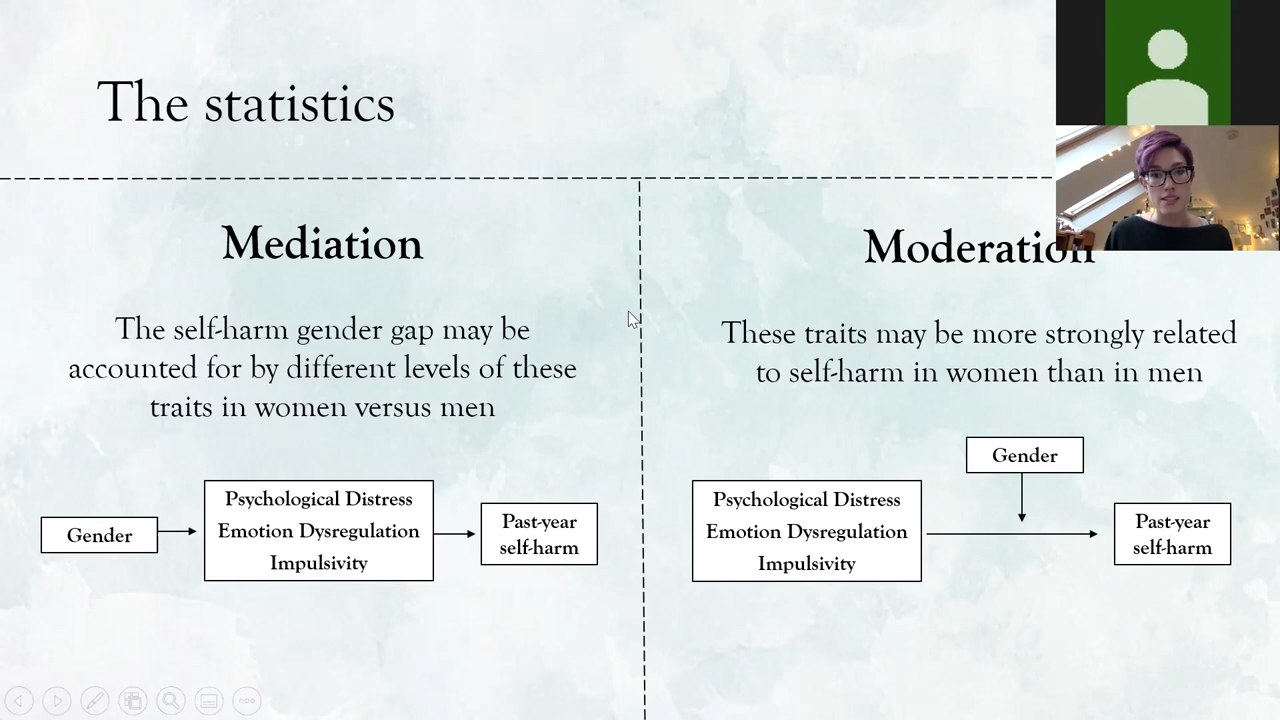 The statistics
Mediation
The self-harm gender gap may be
accounted for by different levels of these
traits in women versus men
Gender
Psychological Distress
Emotion Dysregulation
Impulsivity
Past-year
self-harm
Moderation
These traits may be more strongly related
to self-harm in women than in men
Gender
Psychological Distress
Emotion Dysregulation
Impulsivity
Past-year
self-harm